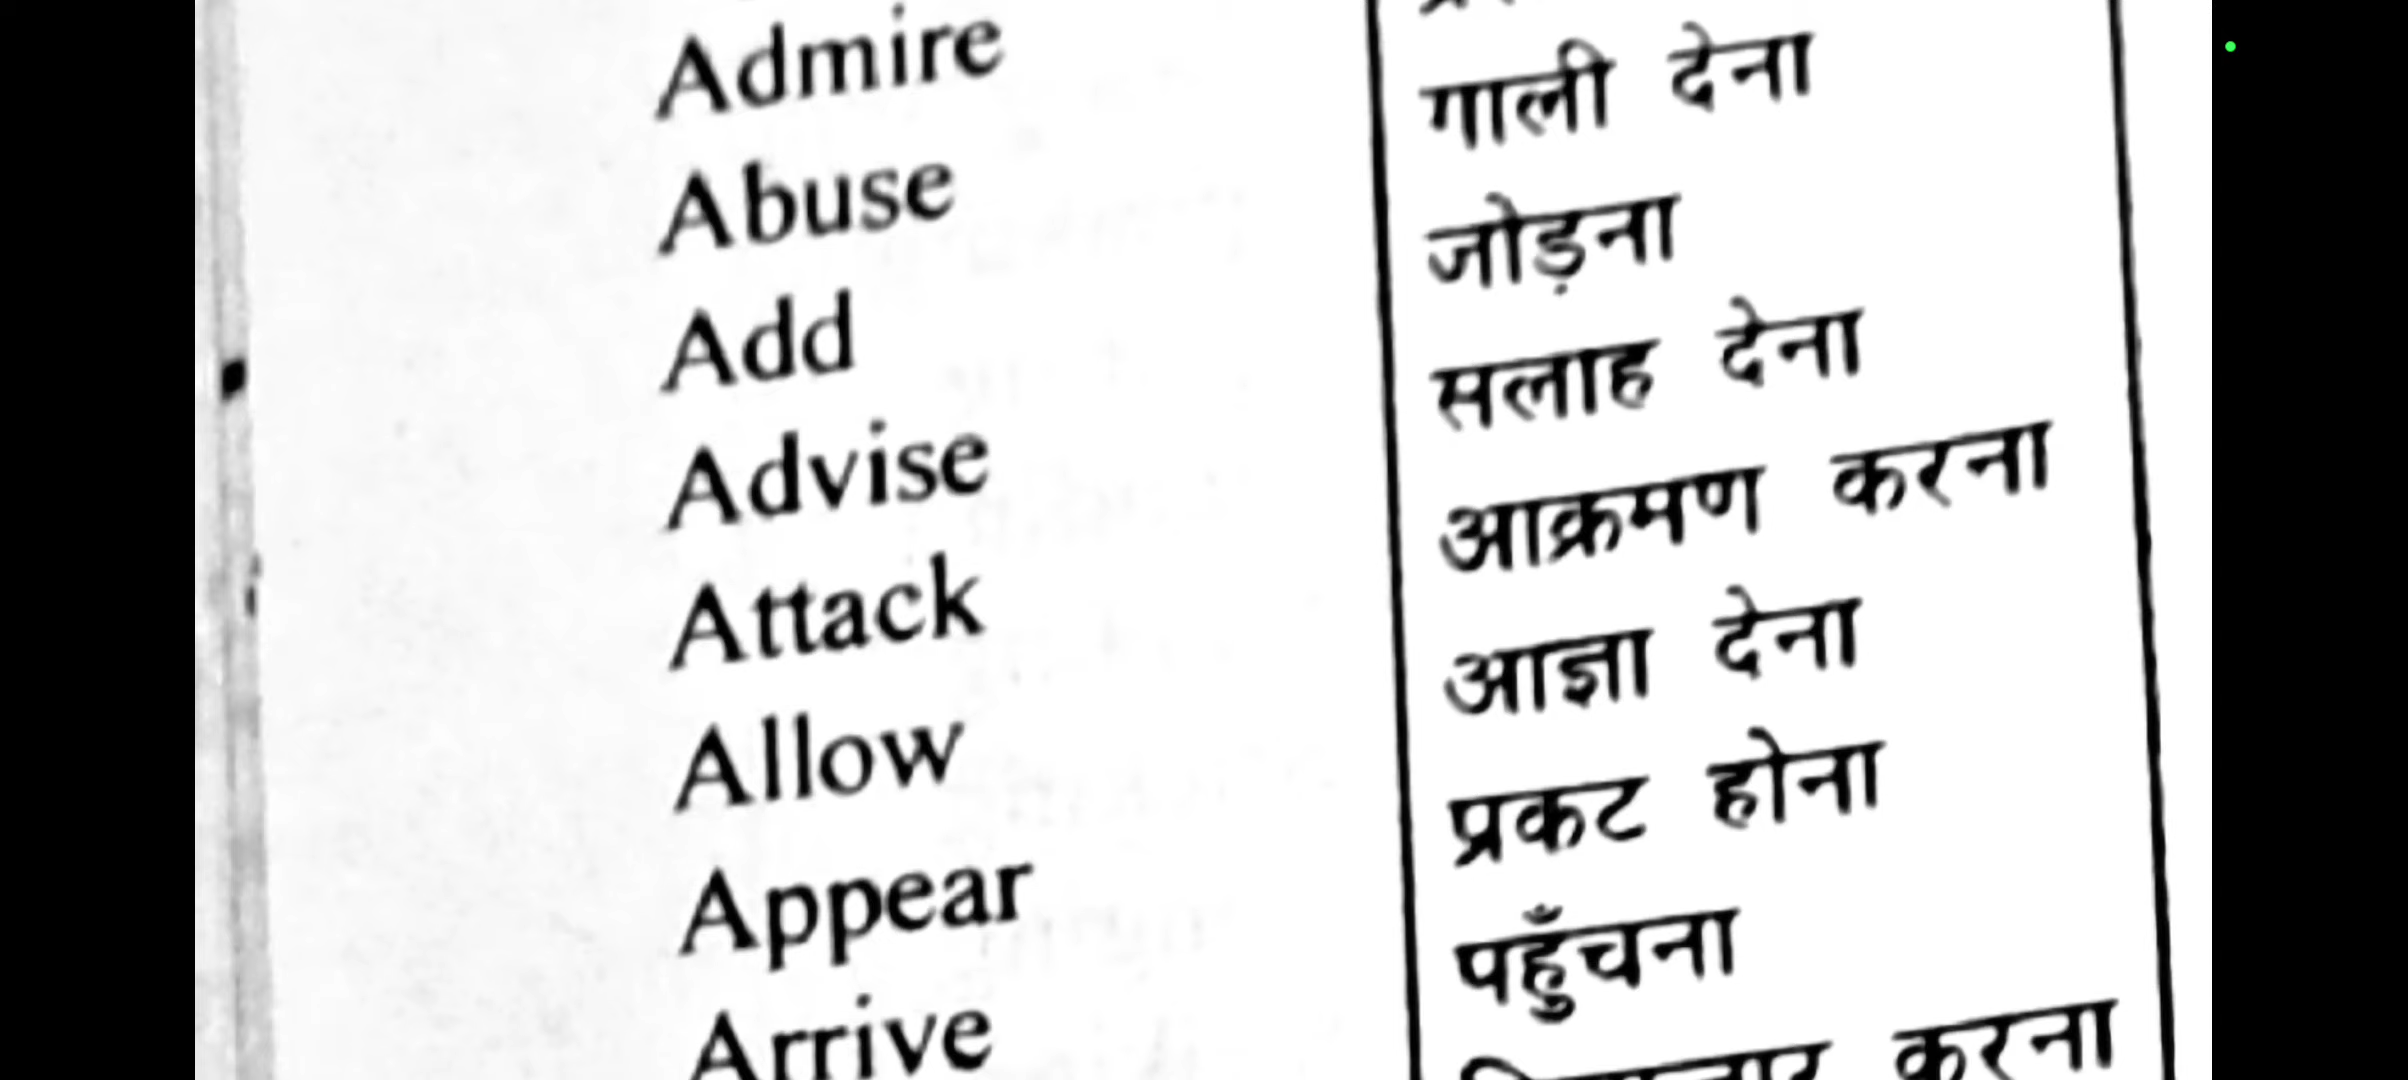 Admire
Abuse गाली देना
Add जोड़ना
Advise सलाह देना
Attack आक्रमण करना
Allow आज्ञा देना
Appear प्रकट होना
Arrive पहुँचना
करना